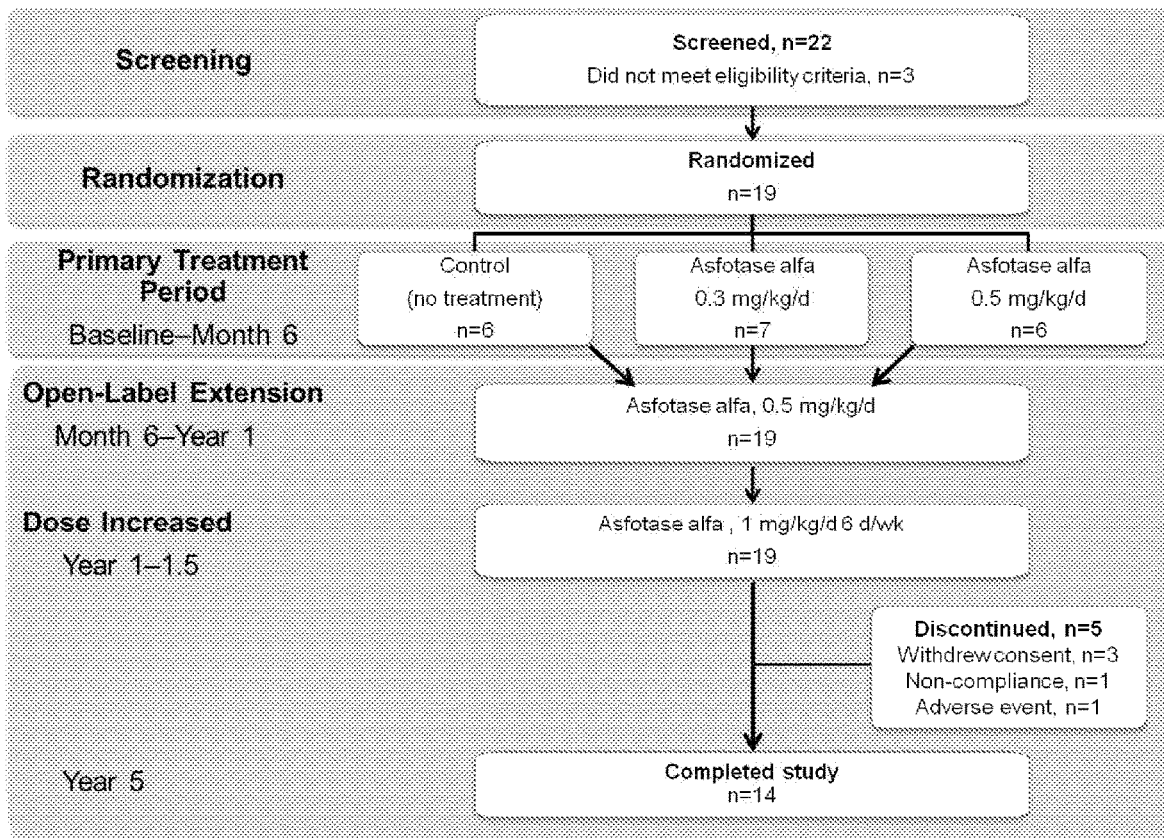 Screening
Screened, n=22
Did not meet eligibility criteria, n=3
Randomization
Randomized
n=19
Primary Treatment
Period
Baseline–Month 6
Control
(no treatment)
n=6
Asfotase alfa
0.3 mg/kg/d
n=7
Asfotase alfa
0.5 mg/kg/d
n=6
Open-Label Extension
Month 6–Year 1
Asfotase alfa, 0.5 mg/kg/d
n=19
Dose Increased
Year 1–1.5
Asfotase alfa , 1 mg/kg/d 6 d/wk
n=19
Discontinued, n=5
Withdrew consent, n=3
Non-compliance, n=1
Adverse event, n=1
Year 5
Completed study
n=14